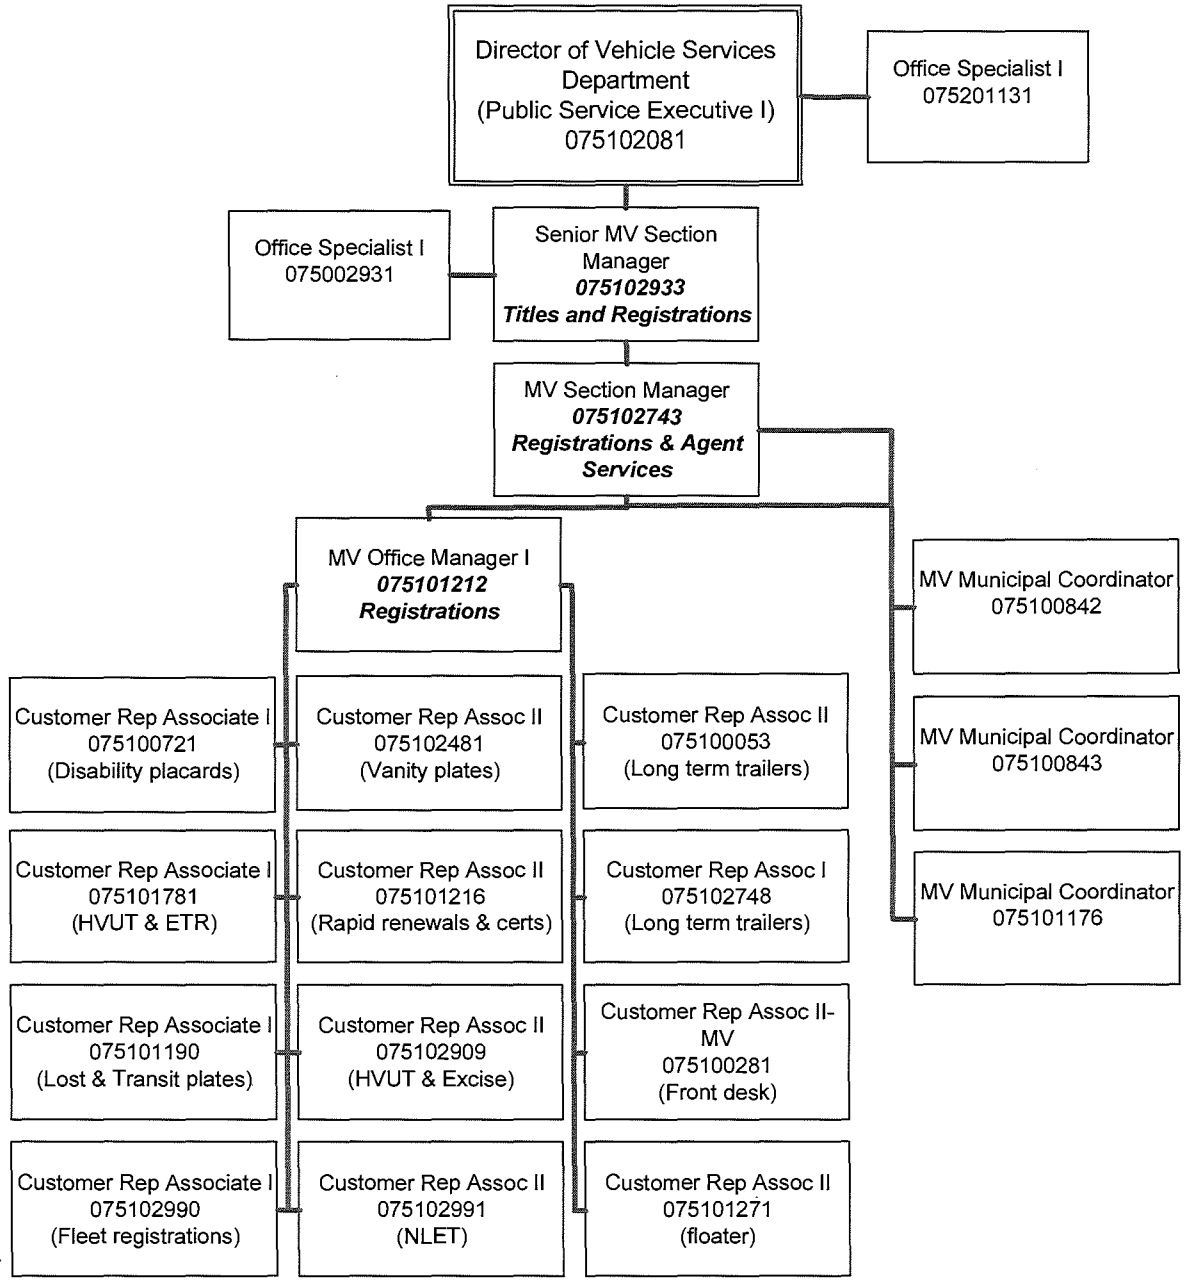 Director of Vehicle Services
Department
(Public Service Executive I)
075102081
Office Specialist I
075201131
Office Specialist I
075002931
Senior MV Section
Manager
075102933
Titles and Registrations
MV Section Manager
075102743
Registrations & Agent
Services
MV Office Manager I
075101212
Registrations
MV Municipal Coordinator
075100842
MV Municipal Coordinator
075100843
MV Municipal Coordinator
075101176
Customer Rep Associate I
075100721
(Disability placards)
Customer Rep Assoc II
075102481
(Vanity plates)
Customer Rep Assoc II
075100053
(Long term trailers)
Customer Rep Associate I
075101781
(HVUT & ETR)
Customer Rep Assoc II
075101216
(Rapid renewals & certs)
Customer Rep Assoc I
075102748
(Long term trailers)
Customer Rep Associate I
075101190
(Lost & Transit plates)
Customer Rep Assoc II
075102909
(HVUT & Excise)
Customer Rep Assoc II-
MV
075100281
(Front desk)
Customer Rep Associate I
075102990
(Fleet registrations)
Customer Rep Assoc II
075102991
(NLET)
Customer Rep Assoc II
075101271
(floater)